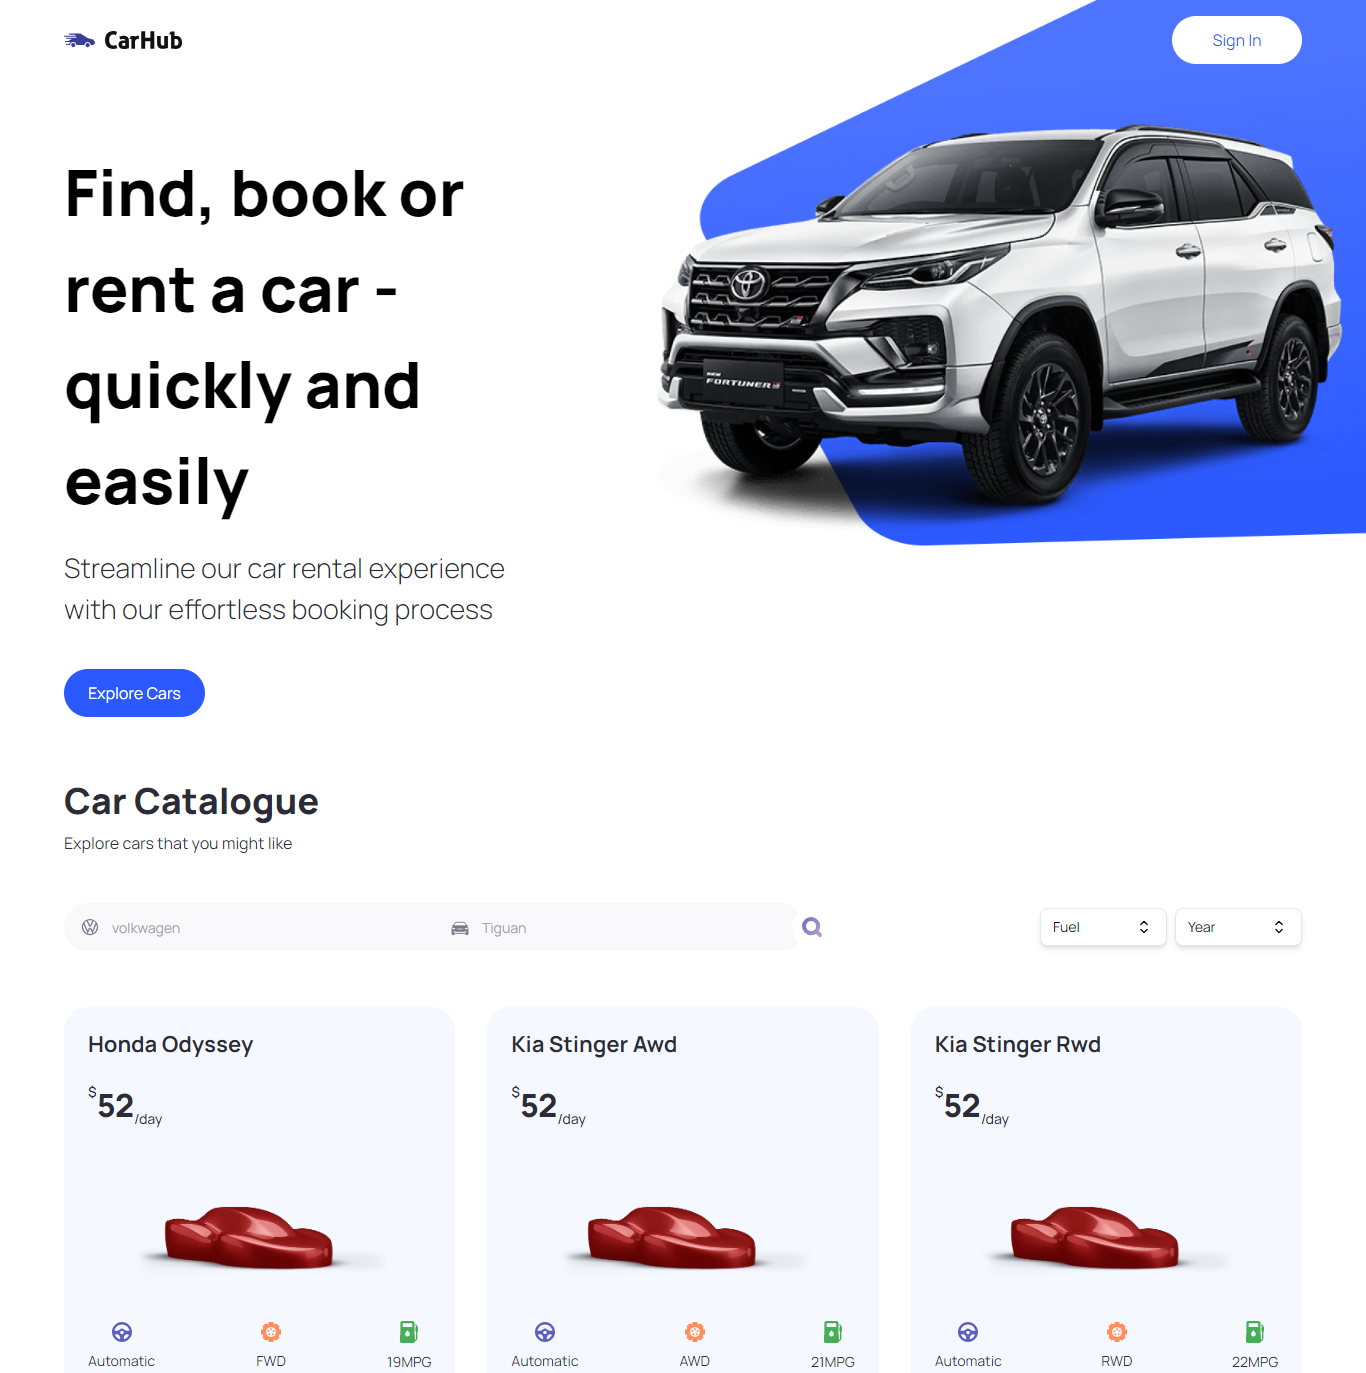 CarHub
Sign In
Find, book or
rent a car -
quickly and
easily
NEW
FORTUNER
Streamline our car rental experience
with our effortless booking process
Explore Cars
Car Catalogue
Explore cars that you might like
volkwagen
Tiguan
Fuel
Year
Honda Odyssey
Kia Stinger Awd
Kia Stinger Rwd
$52/day
$52/day
$52/day
Automatic
FWD
19MPG
Automatic
AWD
21MPG
Automatic
RWD
22MPG